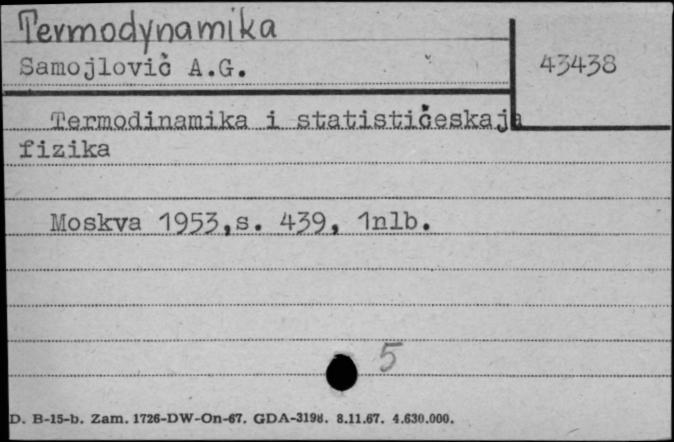 Termodynamika
Samojlovič A.G.
43438
Termodinamika i statističeskaja
fizika
Moskva 1953,s. 439, 1nlb.
5
D. B-15-b. Zam. 1726-DW-On-67. GDA-3198. 8.11.67. 4.630.000.